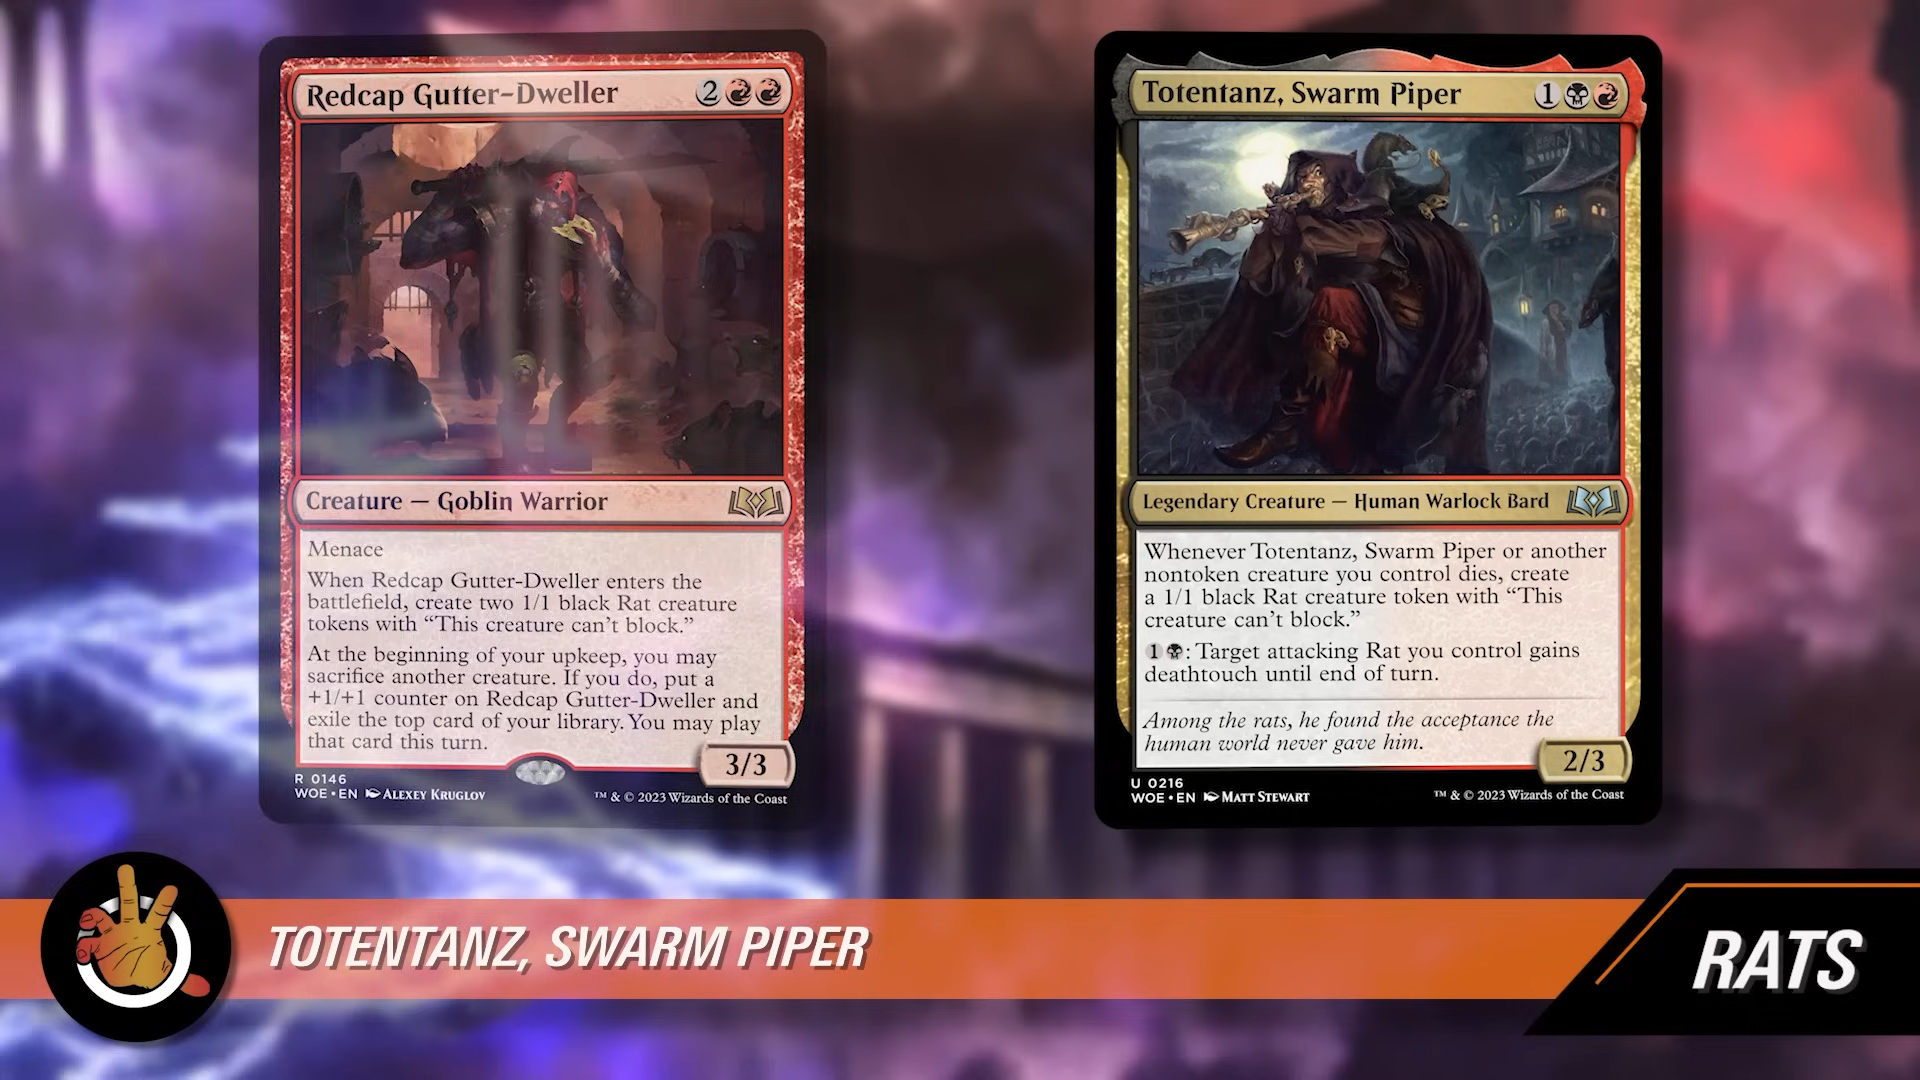 Redcap Gutter-Dweller 2
Creature — Goblin Warrior
Menace
When Redcap Gutter-Dweller enters the
battlefield, create two 1/1 black Rat creature
tokens with “This creature can’t block.”
At the beginning of your upkeep, you may
sacrifice another creature. If you do, put a
+1/+1 counter on Redcap Gutter-Dweller and
exile the top card of your library. You may play
that card this turn.
3/3
R 0146
WOE • EN ALEXEY KRUGLOV
™ & © 2023 Wizards of the Coast
Totentanz, Swarm Piper 1
Legendary Creature — Human Warlock Bard
Whenever Totentanz, Swarm Piper or another
nontoken creature you control dies, create
a 1/1 black Rat creature token with “This
creature can’t block.”
1 : Target attacking Rat you control gains
deathtouch until end of turn.
Among the rats, he found the acceptance the
human world never gave him.
2/3
U 0216
WOE • EN MATT STEWART
™ & © 2023 Wizards of the Coast
TOTENTANZ, SWARM PIPER
RATS